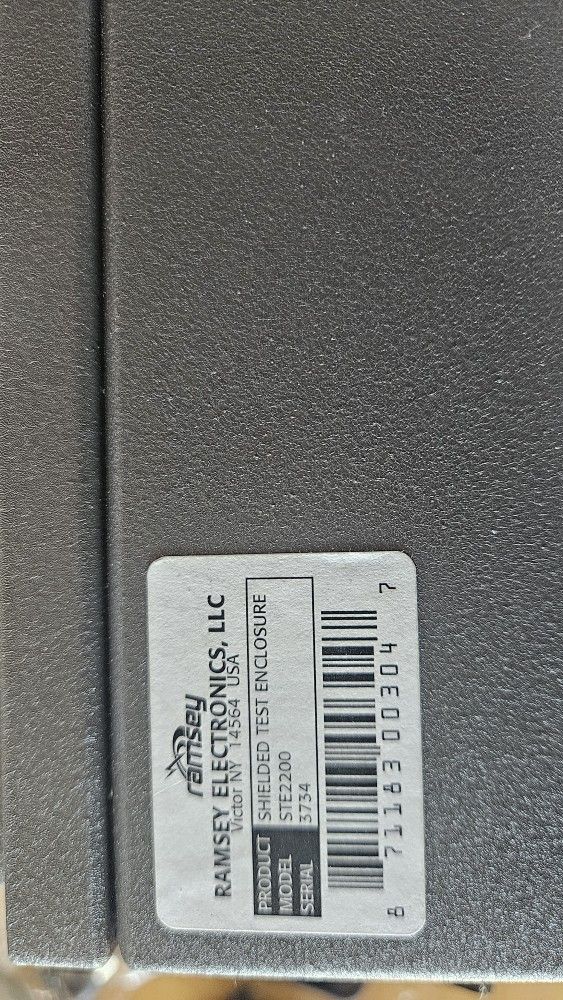 ramsey
RAMSEY ELECTRONICS, LLC
Victor NY 14564 USA
PRODUCT SHIELDED TEST ENCLOSURE
MODEL STE2200
SERIAL 3734
8 71183 00304 7